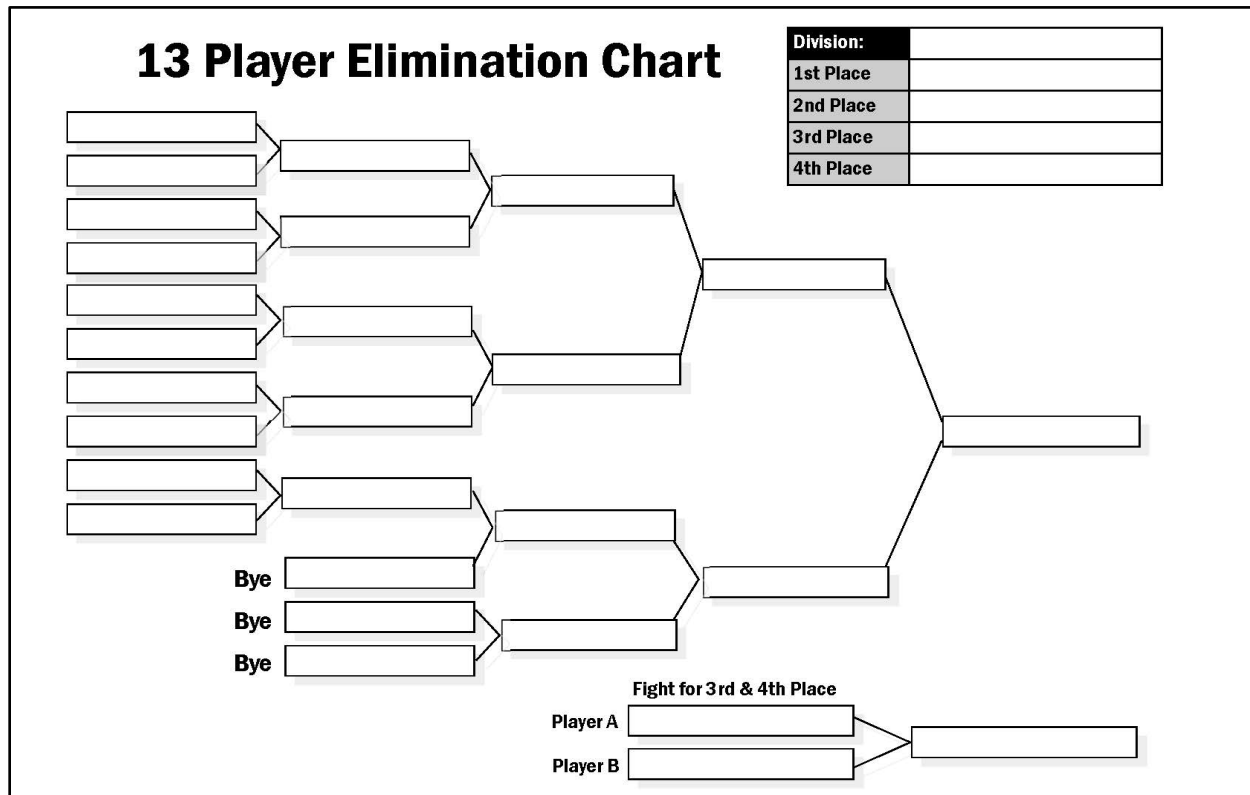 13 Player Elimination Chart
Division:
1st Place
2nd Place
3rd Place
4th Place
Bye
Bye
Bye
Fight for 3rd & 4th Place
Player A
Player B